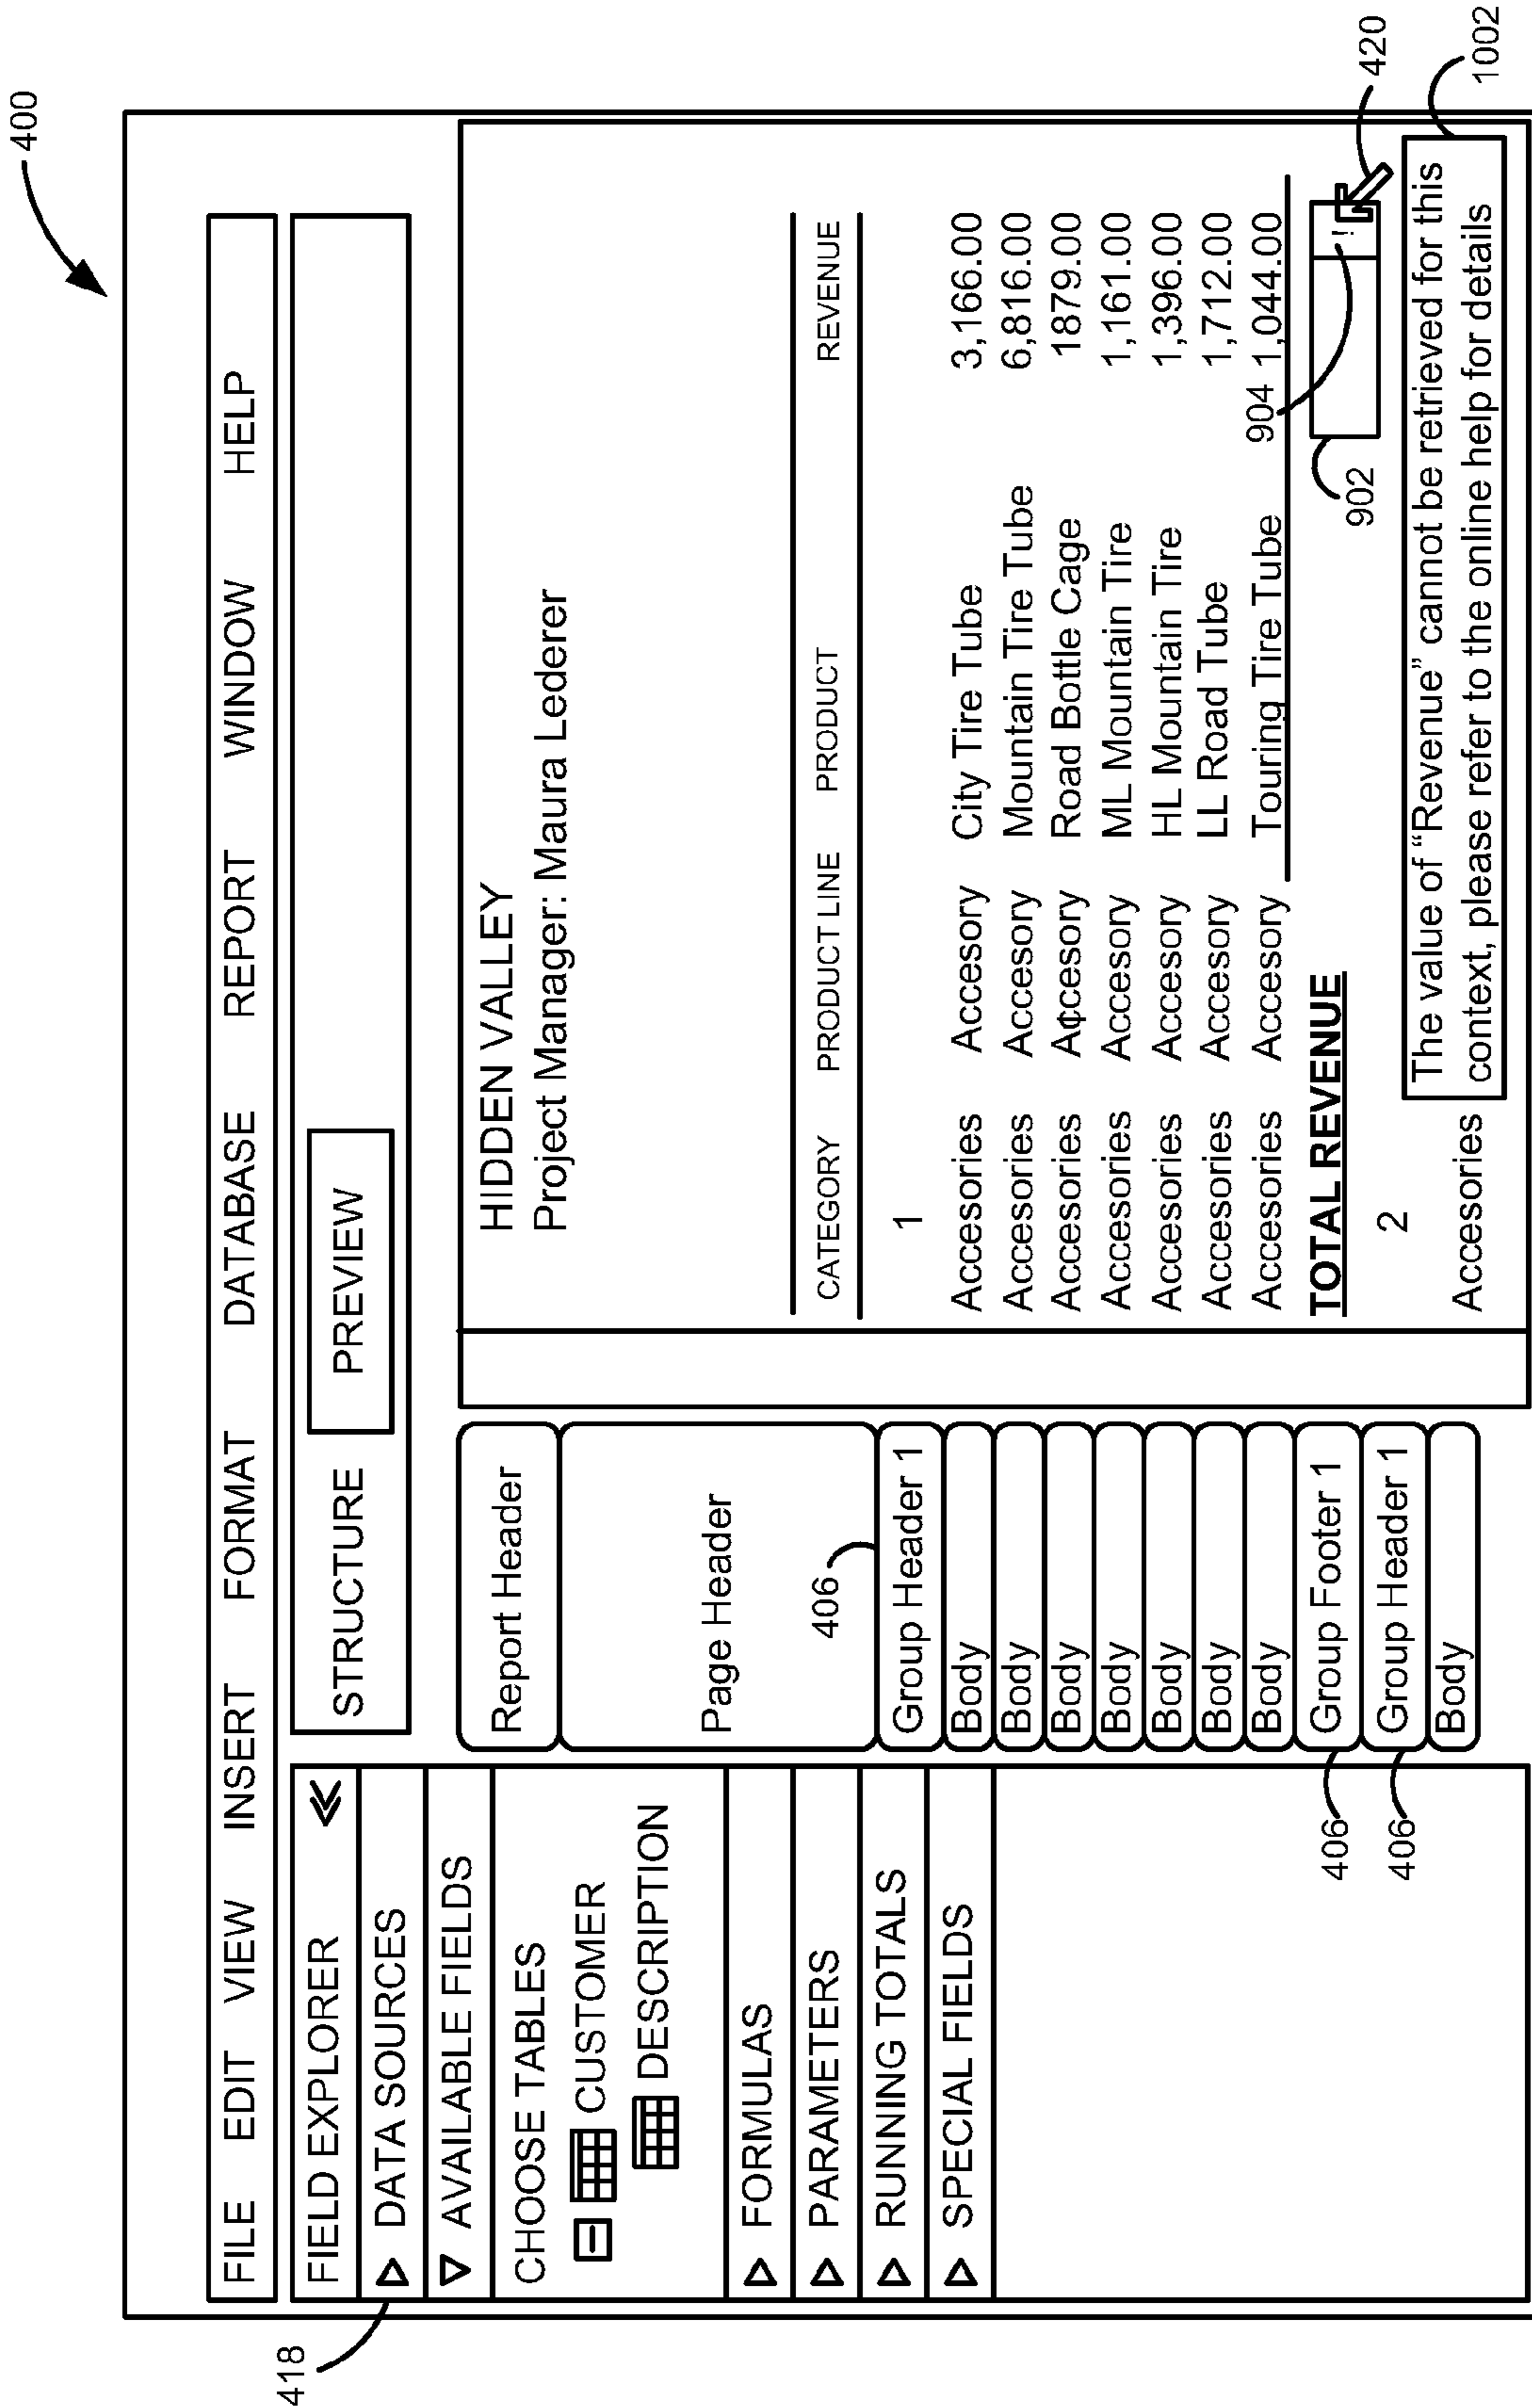 400
FILE EDIT VIEW INSERT FORMAT DATABASE REPORT WINDOW HELP
FIELD EXPLORER
STRUCTURE PREVIEW
418
DATA SOURCES
AVAILABLE FIELDS
CHOOSE TABLES
CUSTOMER
DESCRIPTION
FORMULAS
PARAMETERS
RUNNING TOTALS
SPECIAL FIELDS
Report Header
Page Header
406
Group Header 1
Body
Body
Body
Body
Body
Body
Body
406 Group Footer 1
406 Group Header 1
Body
HIDDEN VALLEY
Project Manager: Maura Lederer
CATEGORY PRODUCT LINE PRODUCT REVENUE
1
Accesories Accesory City Tire Tube 3,166.00
Accesories Accesory Mountain Tire Tube 6,816.00
Accesories Accesory Road Bottle Cage 1879.00
Accesories Accesory ML Mountain Tire 1,161.00
Accesories Accesory HL Mountain Tire 1,396.00
Accesories Accesory LL Road Tube 1,712.00
Accesories Accesory Touring Tire Tube 904 1,044.00
TOTAL REVENUE !
902
420
2
The value of “Revenue” cannot be retrieved for this
Accesories context, please refer to the online help for details
1002